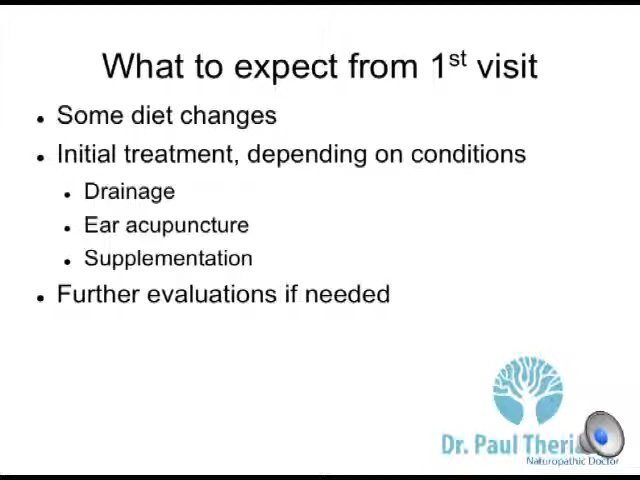 What to expect from 1st visit
• Some diet changes
• Initial treatment, depending on conditions
• Drainage
• Ear acupuncture
• Supplementation
• Further evaluations if needed
Dr. Paul
Naturopathic Doctor